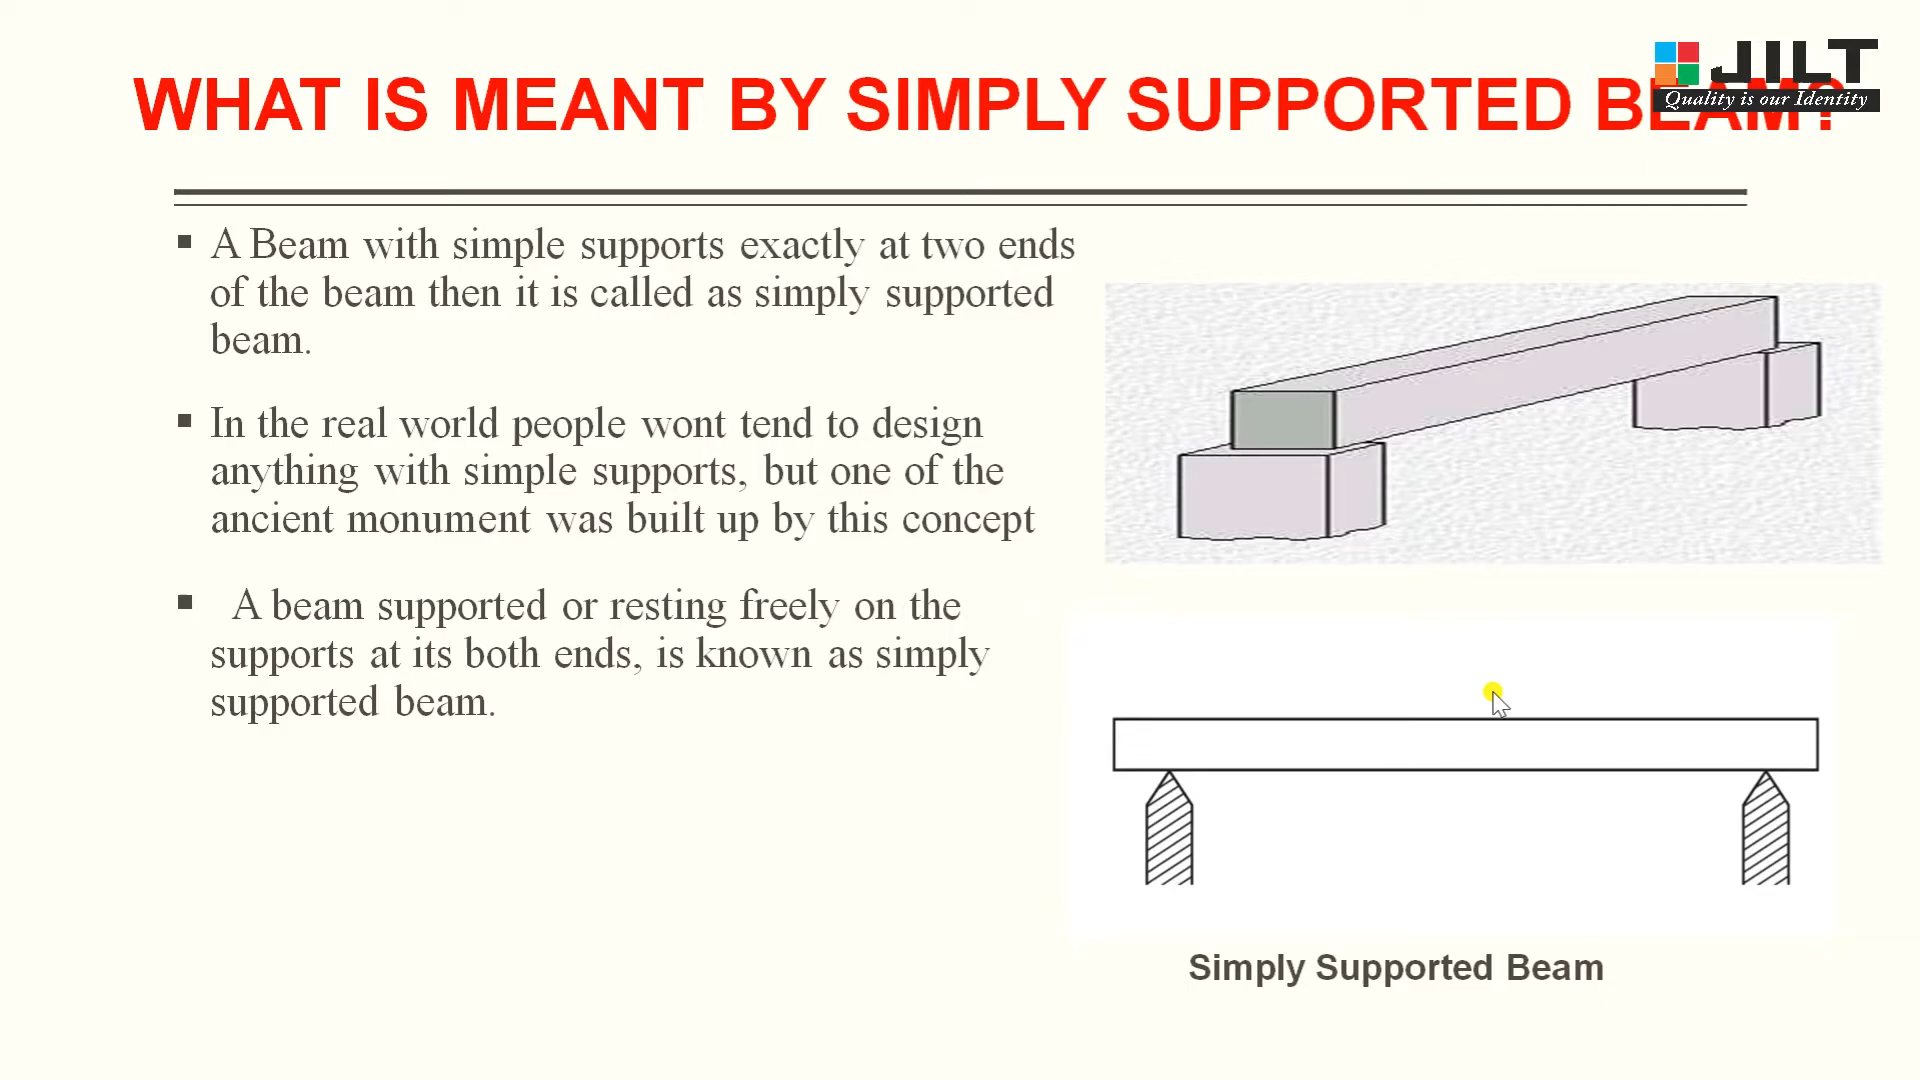 WHAT IS MEANT BY SIMPLY SUPPORTED BEAM?
JILT
Quality is our Identity
A Beam with simple supports exactly at two ends
of the beam then it is called as simply supported
beam.
In the real world people wont tend to design
anything with simple supports, but one of the
ancient monument was built up by this concept
A beam supported or resting freely on the
supports at its both ends, is known as simply
supported beam.
Simply Supported Beam